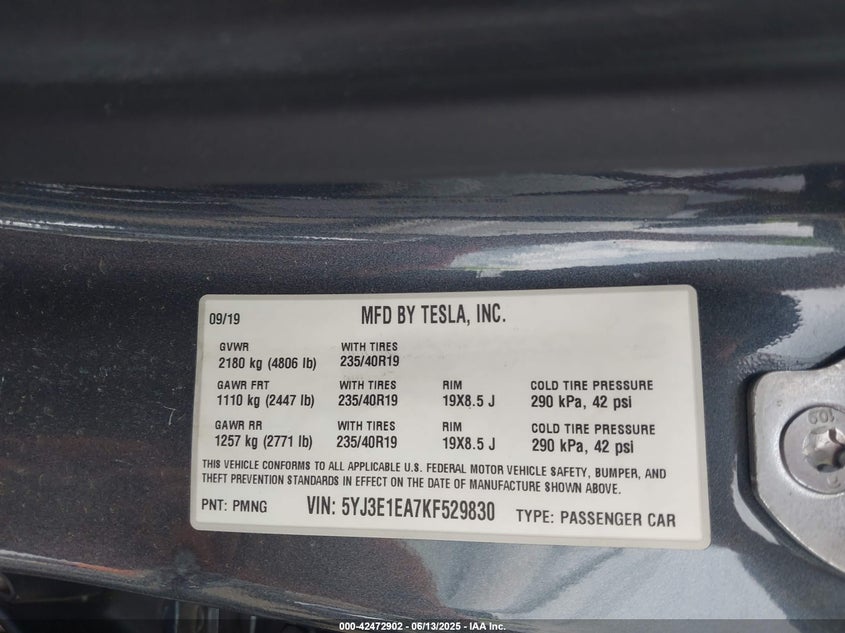 09/19 MFD BY TESLA, INC.
GVWR WITH TIRES
2180 kg (4806 lb) 235/40R19
GAWR FRT WITH TIRES RIM COLD TIRE PRESSURE
1110 kg (2447 lb) 235/40R19 19X8.5 J 290 kPa, 42 psi
GAWR RR WITH TIRES RIM COLD TIRE PRESSURE
1257 kg (2771 lb) 235/40R19 19X8.5 J 290 kPa, 42 psi
THIS VEHICLE CONFORMS TO ALL APPLICABLE U.S. FEDERAL MOTOR VEHICLE SAFETY, BUMPER, AND
THEFT PREVENTION STANDARDS IN EFFECT ON THE DATE OF MANUFACTURE SHOWN ABOVE.
PNT: PMNG VIN: 5YJ3E1EA7KF529830 TYPE: PASSENGER CAR
000-42472902 - 06/13/2025 - IAA Inc.